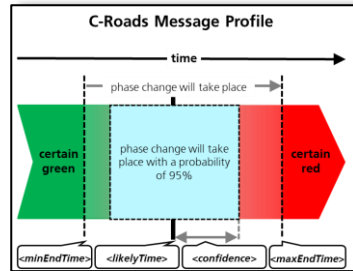 C-Roads Message Profile
time
phase change will take place
certain
green
phase change will take
place with a probability
of 95%
certain
red
<minEndTime>
<likelyTime>
<confidence>
<maxEndTime>